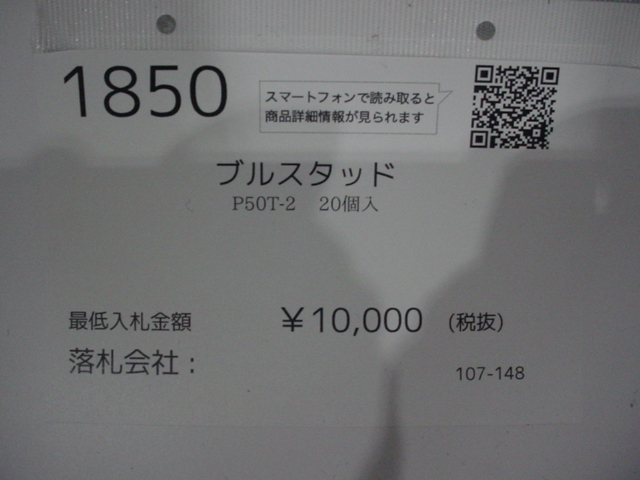 1850
スマートフォンで読み取ると
商品詳細情報が見られます
ブルスタッド
P50T-2 20個入
最低入札金額 ¥10,000 (税抜)
落札会社:
107-148